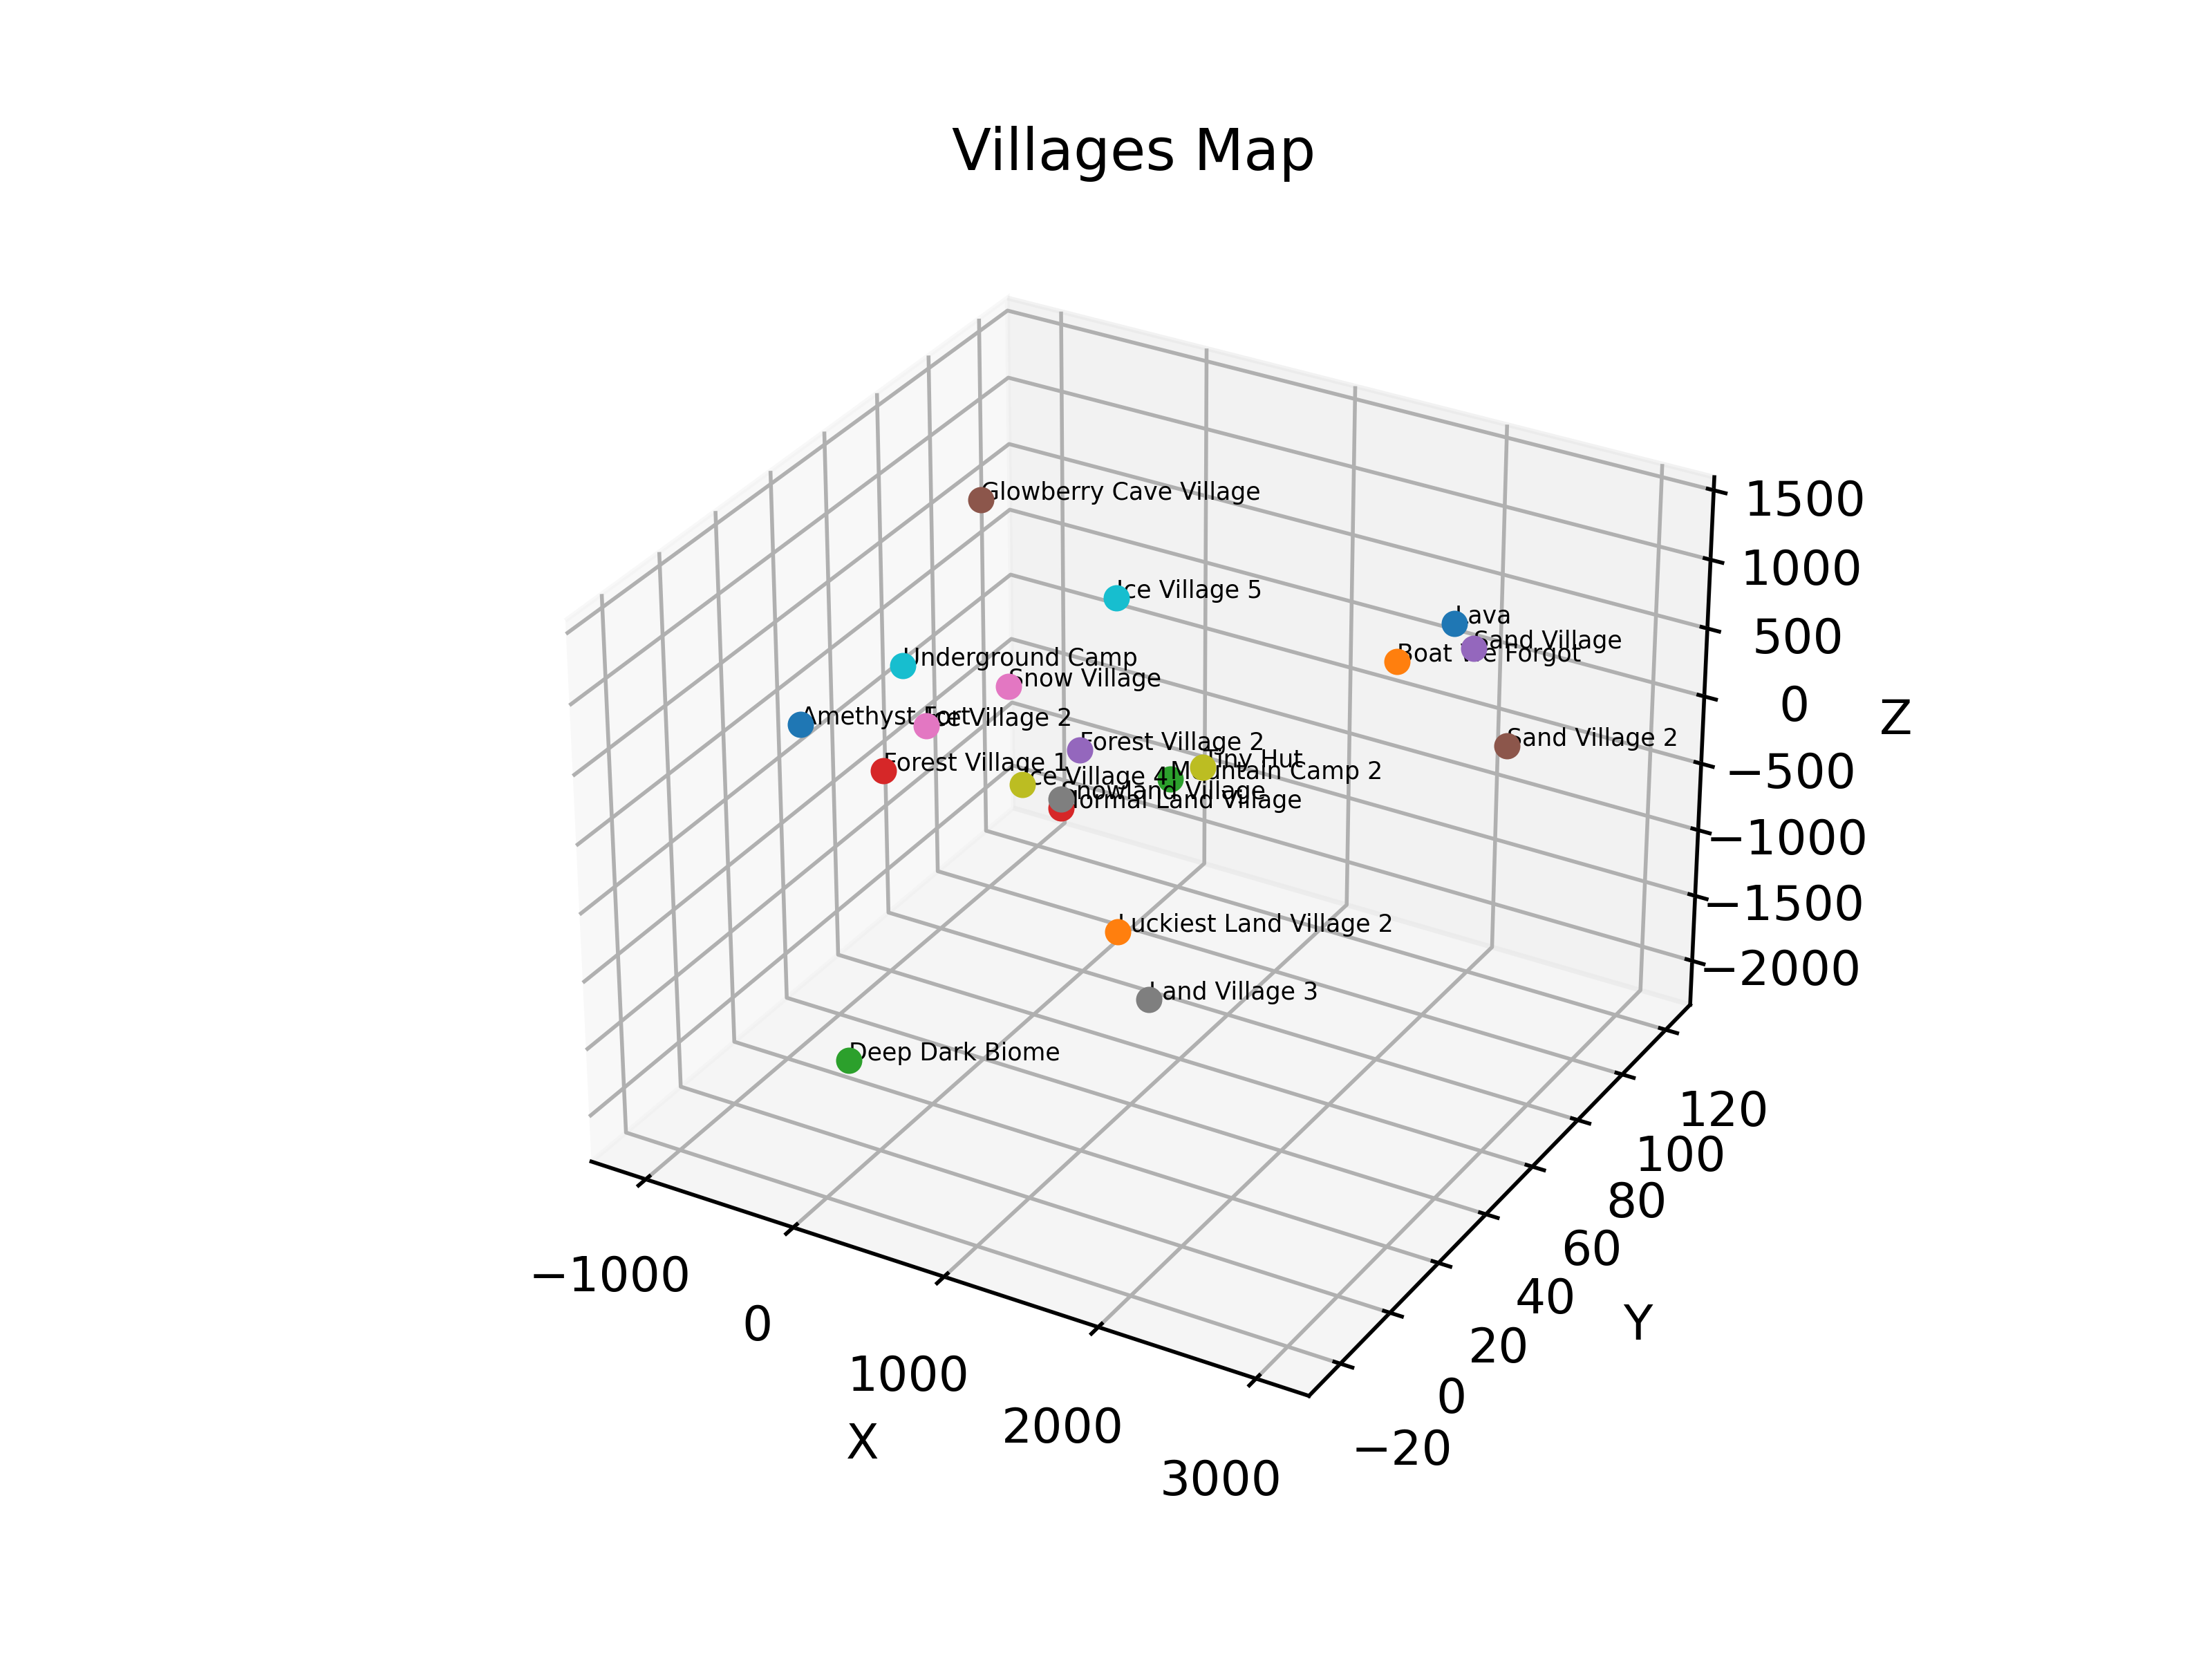 Villages Map
Glowberry Cave Village
Ice Village 5
Lava
Sand Village
Boat We Forgot
Underground Camp
Snow Village
Amethyst Fort
Ice Village 2
Forest Village 2
Sand Village 2
Tiny Hut
Forest Village 1
Mountain Camp 2
Ice Village 4
Snowland Village
Normal Land Village
Luckiest Land Village 2
Land Village 3
Deep Dark Biome
1500
1000
500
0
−500
−1000
−1500
−2000
Z
120
100
80
60
40
20
0
−20
Y
−1000
0
1000
2000
3000
X